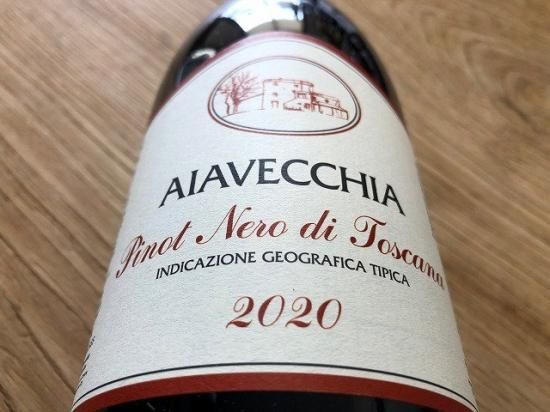 AIAVECCHIA
Pinot Nero di Toscana
INDICAZIONE GEOGRAFICA TIPICA
2020